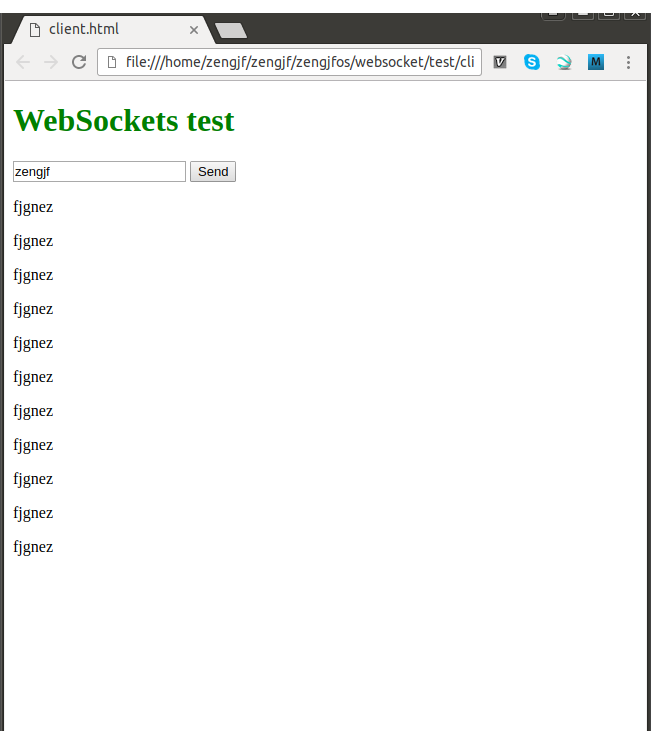 client.html
file:///home/zengjf/zengjf/zengjfos/websocket/test/cli
WebSockets test
zengjf Send
fjgnez
fjgnez
fjgnez
fjgnez
fjgnez
fjgnez
fjgnez
fjgnez
fjgnez
fjgnez
fjgnez